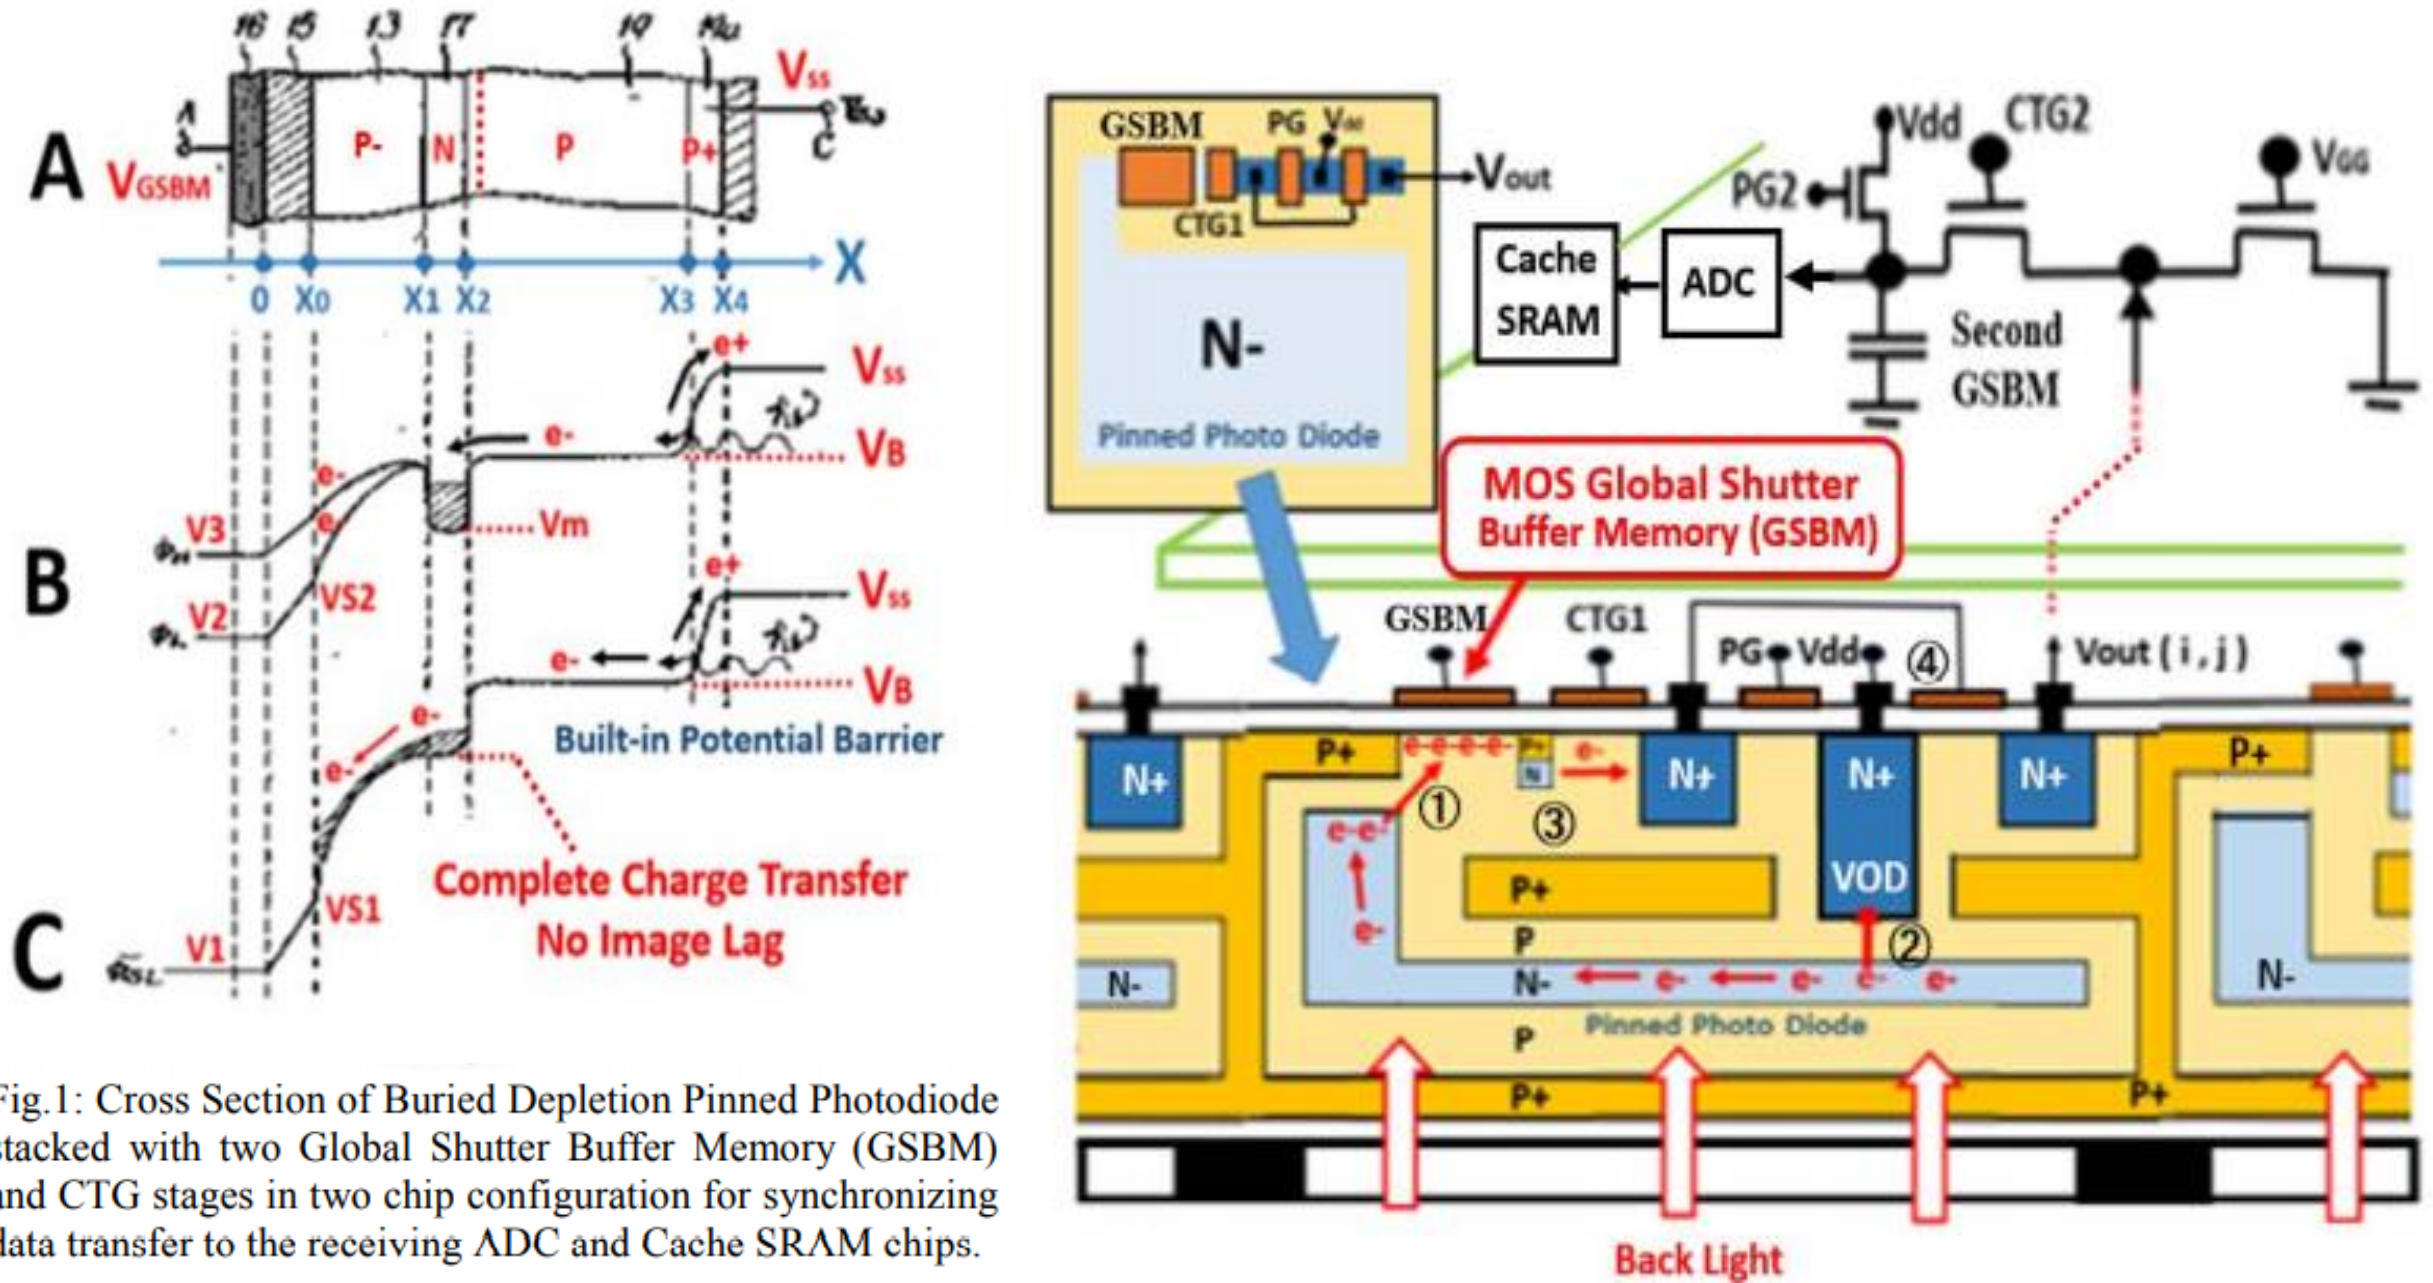 16 15 13 17 19 19a
Vss
A
VGSBM
P- N P P+
C
X
0 X0 X1 X2 X3 X4
e+
Vss
e-
VB
e-
e-
V3
Vm
B
V2
VS2
e+
Vss
e-
VB
Built-in Potential Barrier
e-
e-
VS1
Complete Charge Transfer
No Image Lag
C
V1
Fig.1: Cross Section of Buried Depletion Pinned Photodiode
stacked with two Global Shutter Buffer Memory (GSBM)
and CTG stages in two chip configuration for synchronizing
data transfer to the receiving ADC and Cache SRAM chips.
GSBM PG Vdd
Vout
CTG1
N-
Pinned Photo Diode
Vdd CTG2
VGG
PG2
Cache
SRAM
ADC
Second
GSBM
MOS Global Shutter
Buffer Memory (GSBM)
GSBM CTG1 PG Vdd ④ Vout(i,j)
P+ e-e-e-e- P+ e- P+
N+ N N+ N+ N+
① ③
e-e-
P+ VOD
e- P ②
N- N- e- e- e- e- N-
Pinned Photo Diode
P
P+ P+
Back Light